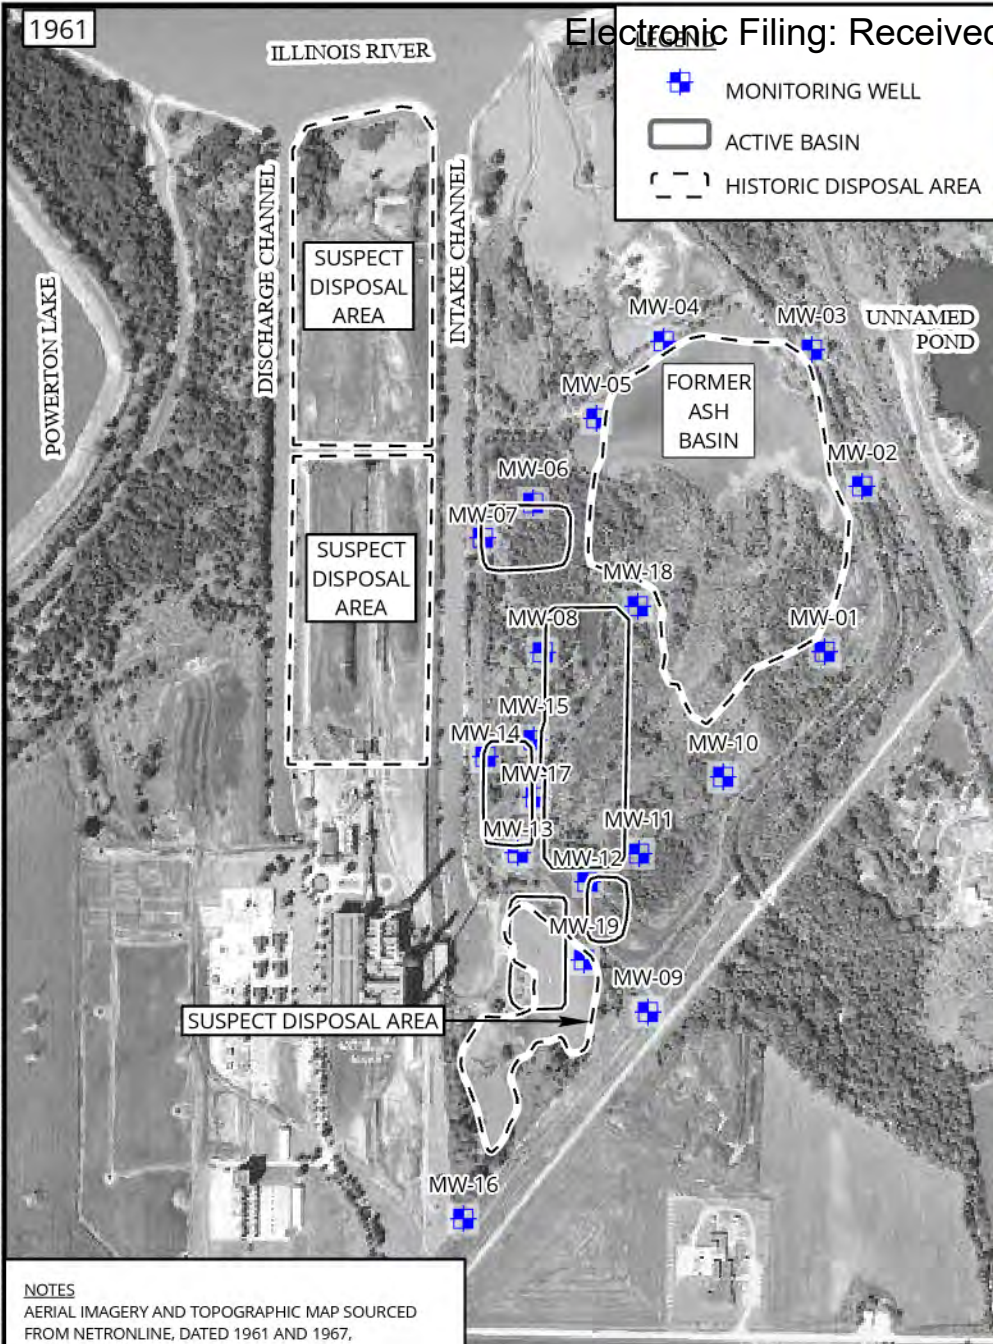 1961
Electronic Filing: Received
LEGEND
MONITORING WELL
ACTIVE BASIN
HISTORIC DISPOSAL AREA
ILLINOIS RIVER
DISCHARGE CHANNEL
INTAKE CHANNEL
POWERTON LAKE
SUSPECT
DISPOSAL
AREA
UNNAMED
POND
MW-04
MW-03
MW-05
FORMER
ASH
BASIN
MW-02
MW-06
MW-07
SUSPECT
DISPOSAL
AREA
MW-18
MW-08
MW-01
MW-15
MW-14
MW-10
MW-17
MW-13
MW-11
MW-12
MW-19
MW-09
SUSPECT DISPOSAL AREA
MW-16
NOTES
AERIAL IMAGERY AND TOPOGRAPHIC MAP SOURCED
FROM NETRONLINE, DATED 1961 AND 1967,